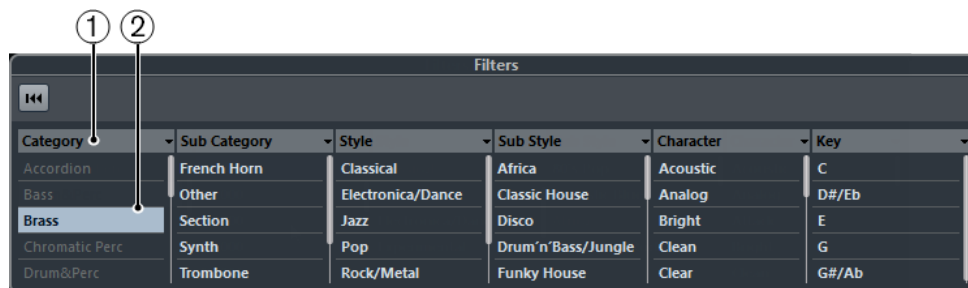 1 2
Filters
Category Sub Category Style Sub Style Character Key
Accordion French Horn Classical Africa Acoustic C
Bass Other Electronica/Dance Classic House Analog D#/Eb
Brass Section Jazz Disco Bright E
Chromatic Perc Synth Pop Drum´n´Bass/Jungle Clean G
Drum&Perc Trombone Rock/Metal Funky House Clear G#/Ab